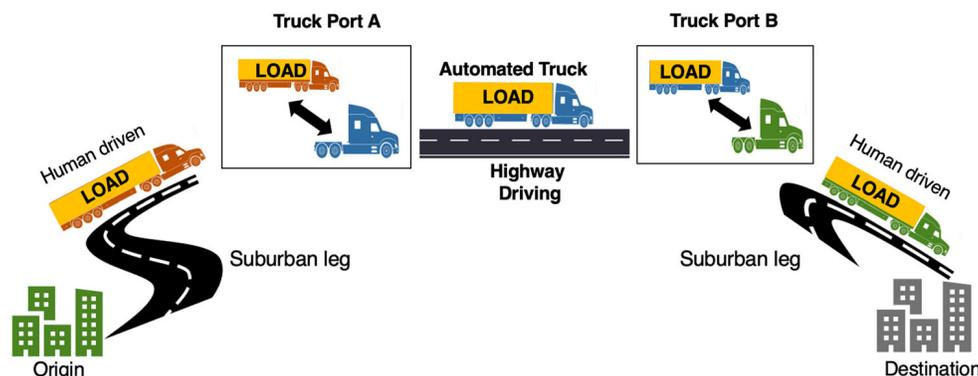 Truck Port A
Truck Port B
LOAD
LOAD
Automated Truck
LOAD
Human driven
LOAD
Human driven
LOAD
Highway
Driving
Suburban leg
Suburban leg
Origin
Destination